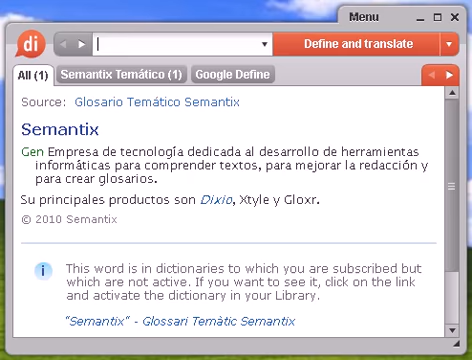 Menu
di
Define and translate
All (1) Semantix Temático (1) Google Define
Source: Glosario Temático Semantix
Semantix
Gen Empresa de tecnología dedicada al desarrollo de herramientas
informáticas para comprender textos, para mejorar la redacción y
para crear glosarios.
Su principales productos son Dixio, Xtyle y Gloxr.
© 2010 Semantix
This word is in dictionaries to which you are subscribed but
which are not active. If you want to see it, click on the link
and activate the dictionary in your Library.
"Semantix" - Glossari Temàtic Semantix